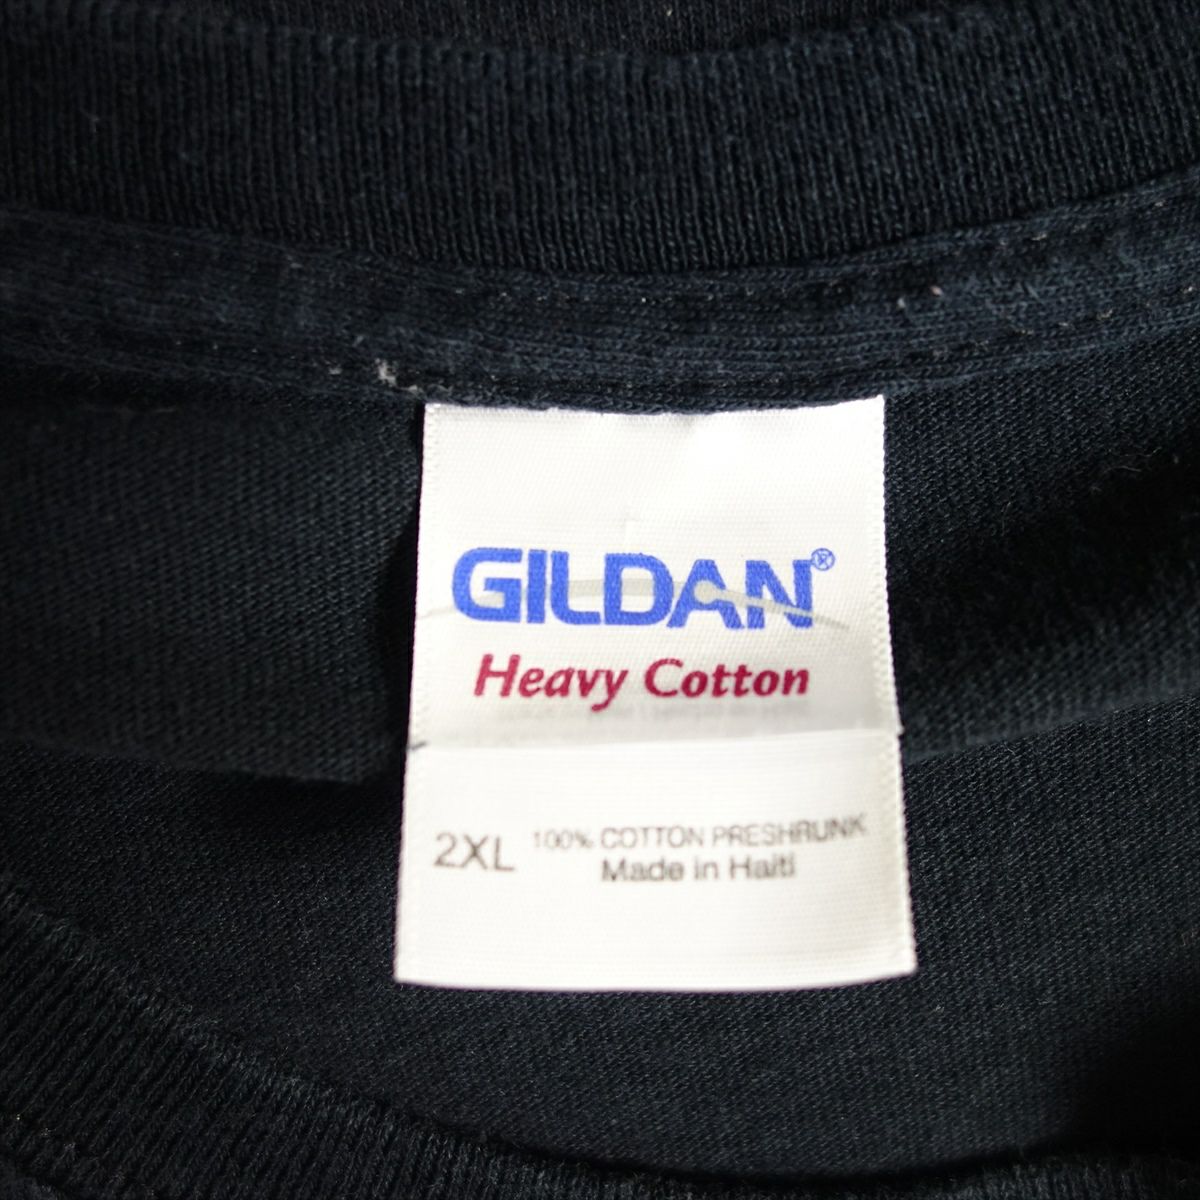 GILDAN®
Heavy Cotton
2XL
100% COTTON PRESHRUNK
Made in Haiti